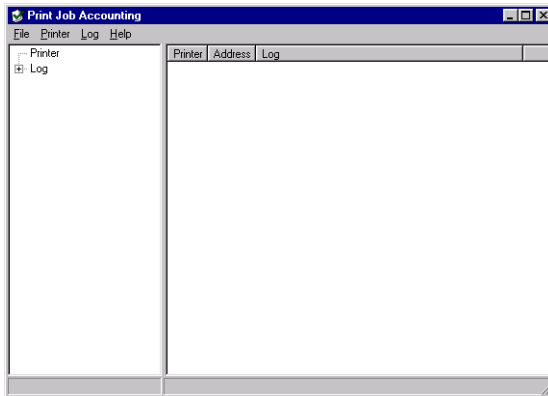 Print Job Accounting
File Printer Log Help
Printer Printer Address Log
Log